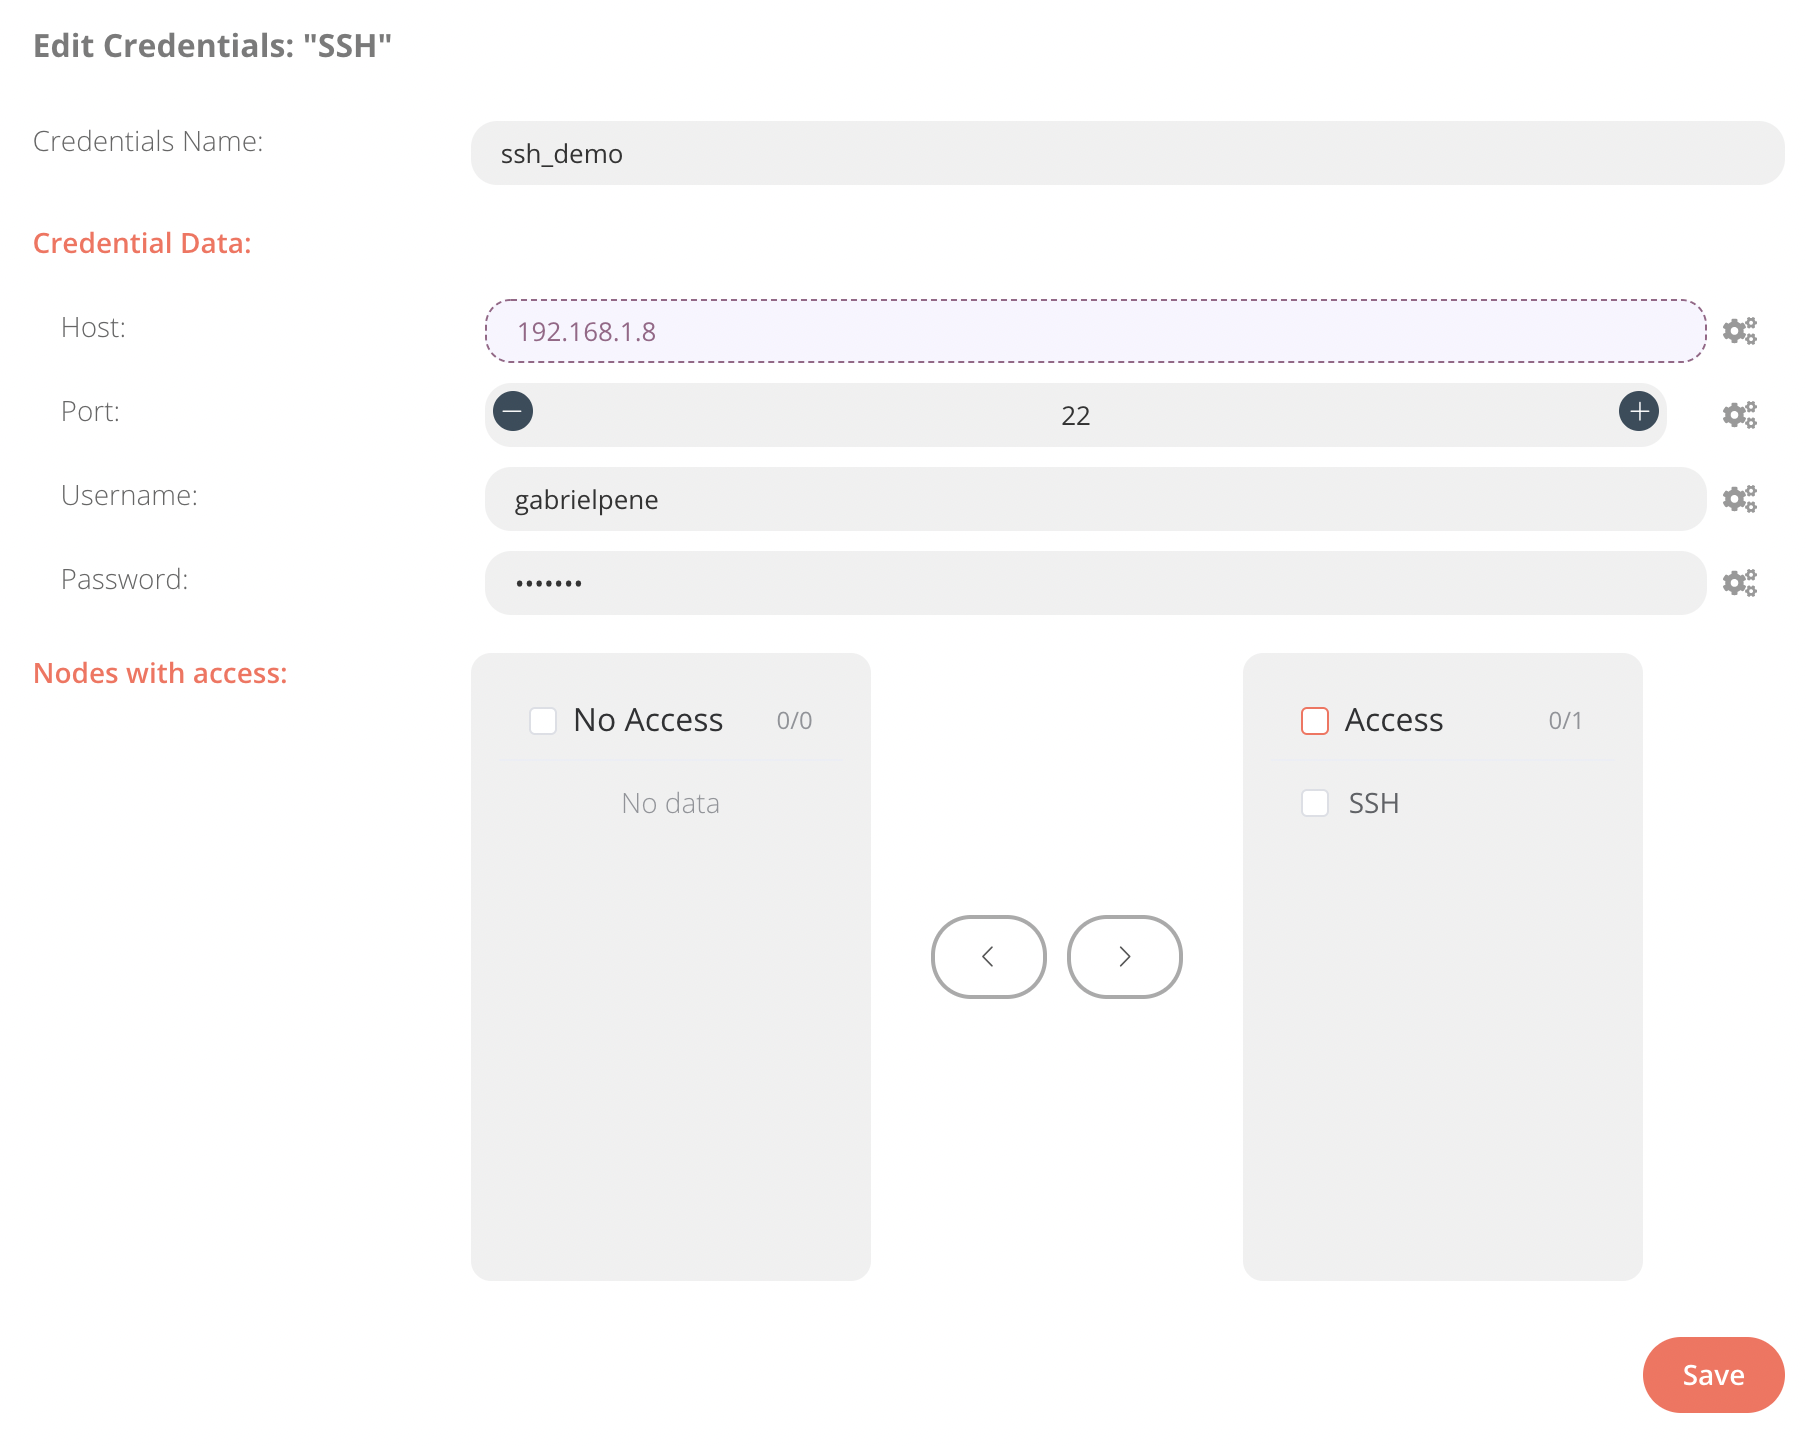 Edit Credentials: "SSH"
Credentials Name:
ssh_demo
Credential Data:
Host:
192.168.1.8
Port:
22
Username:
gabrielpene
Password:
•••••••
Nodes with access:
No Access 0/0
No data
Access 0/1
SSH
Save